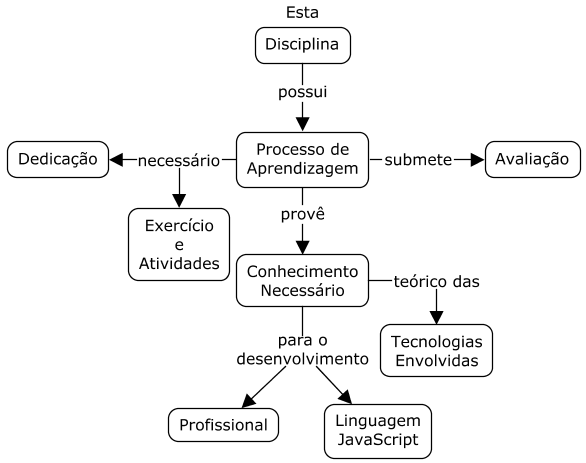 Esta
Disciplina
possui
Processo de
Aprendizagem
necessário
Dedicação
Exercício
e
Atividades
submete
Avaliação
provê
Conhecimento
Necessário
teórico das
Tecnologias
Envolvidas
para o
desenvolvimento
Profissional
Linguagem
JavaScript